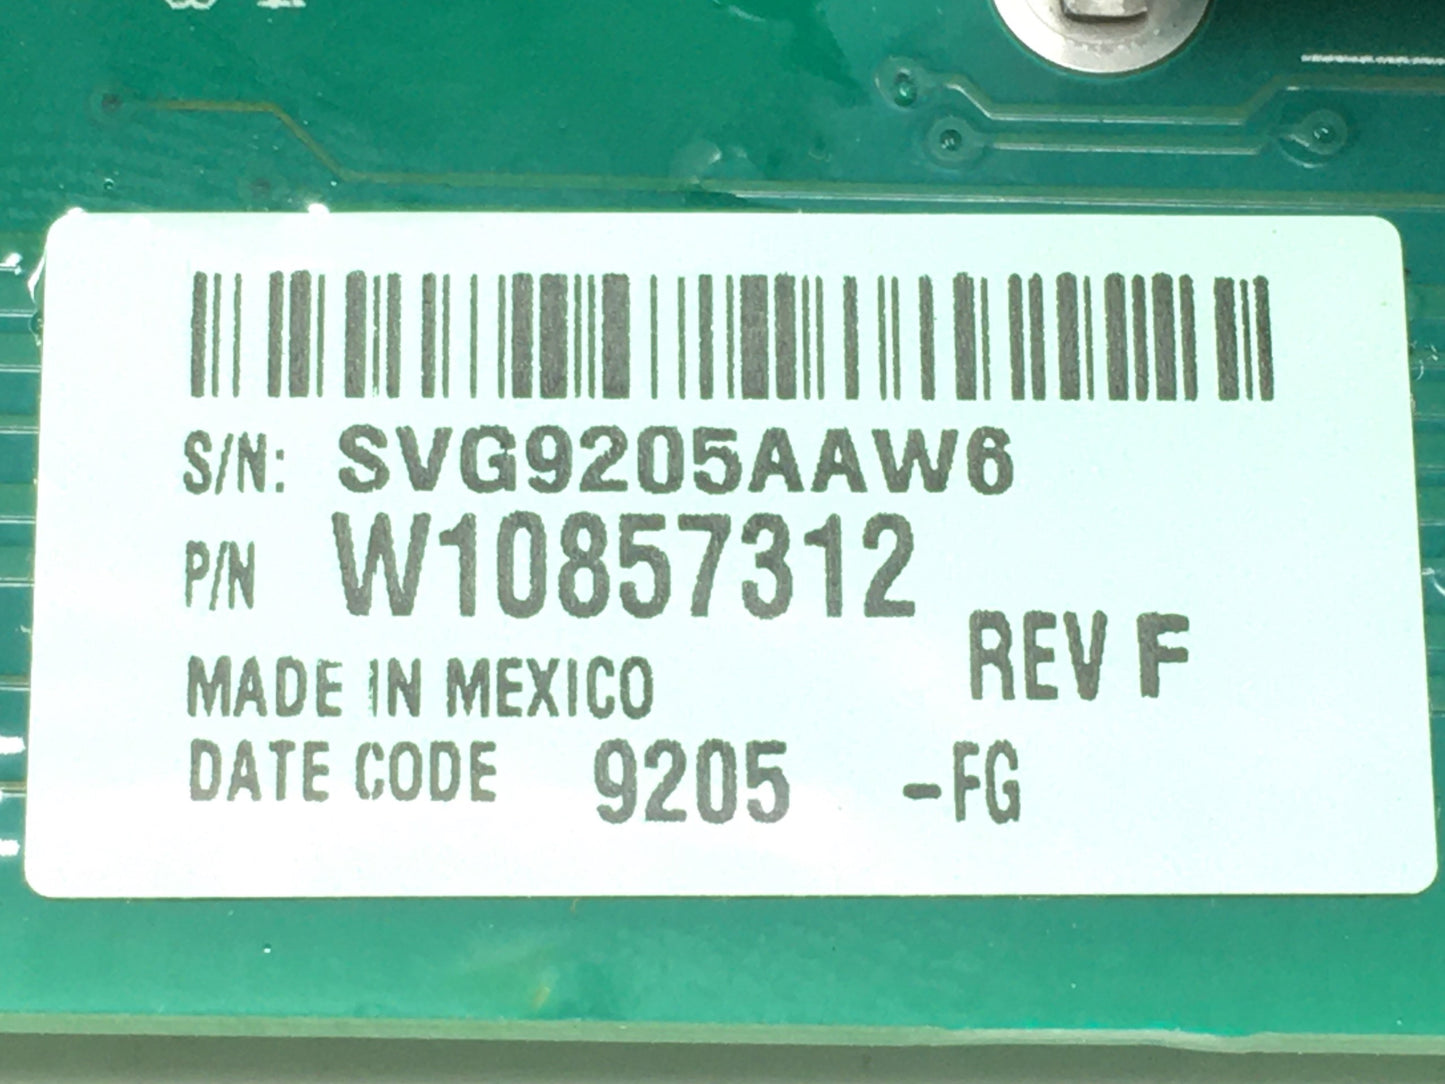 S/N: SVG9205AAW6
P/N W10857312
REV F
MADE IN MEXICO
DATE CODE 9205 -FG